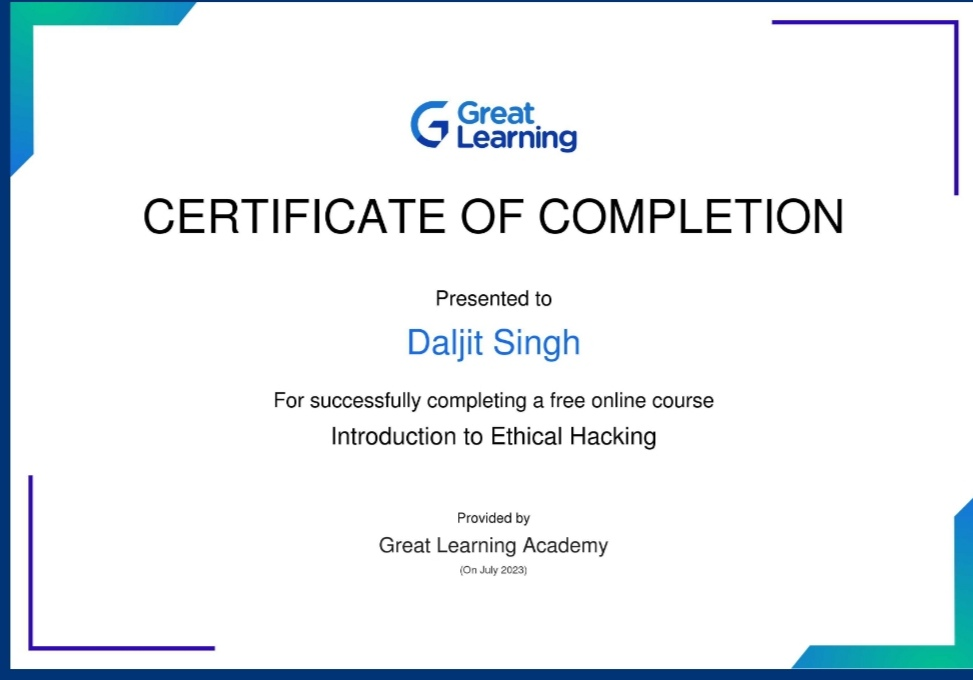 Great
Learning
CERTIFICATE OF COMPLETION
Presented to
Daljit Singh
For successfully completing a free online course
Introduction to Ethical Hacking
Provided by
Great Learning Academy
(On July 2023)